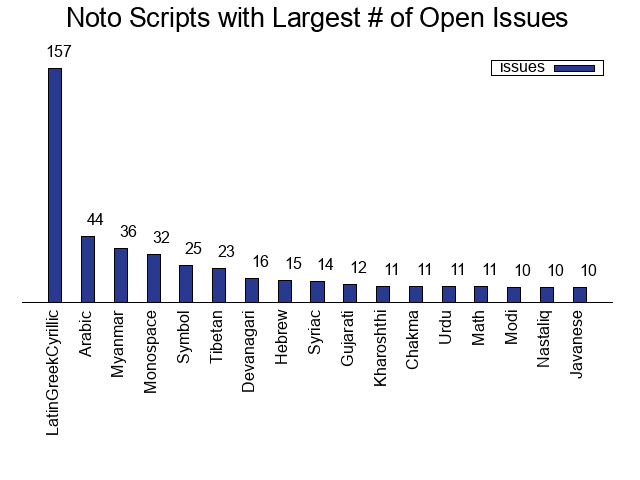 Noto Scripts with Largest # of Open Issues
157
issues
44
36
32
25
23
16
15
14
12
11
11
11
11
10
10
10
LatinGreekCyrillic
Arabic
Myanmar
Monospace
Symbol
Tibetan
Devanagari
Hebrew
Syriac
Gujarati
Kharoshthi
Chakma
Urdu
Math
Modi
Nastaliq
Javanese